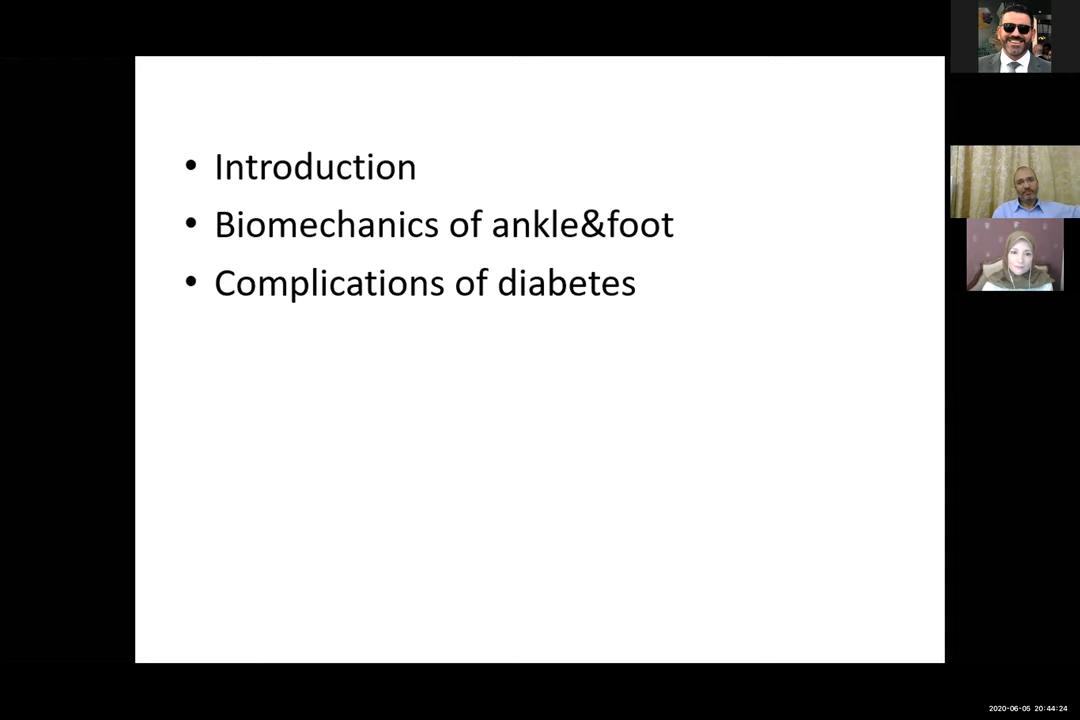 • Introduction
• Biomechanics of ankle&foot
• Complications of diabetes
2020-06-05 20:44:24